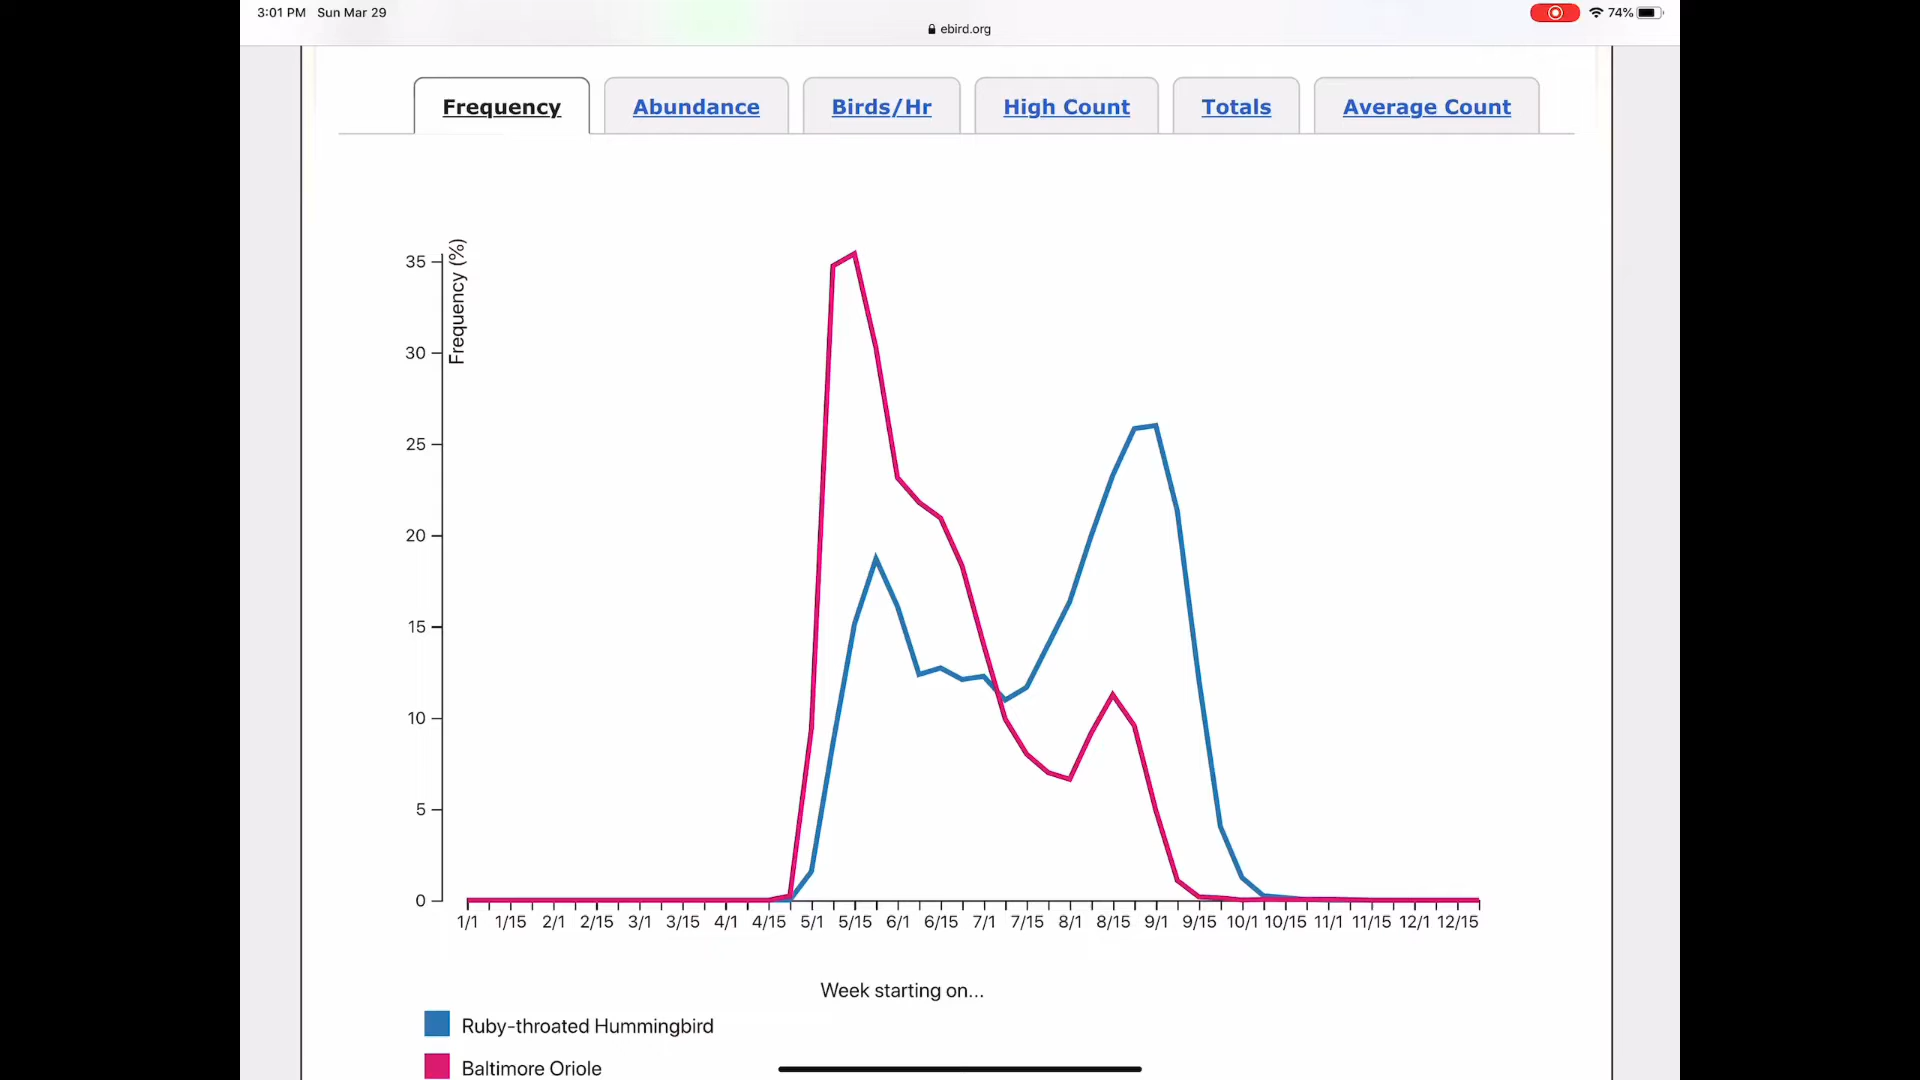 3:01 PM Sun Mar 29 74%
ebird.org
Frequency Abundance Birds/Hr High Count Totals Average Count
Frequency (%)
35
30
25
20
15
10
5
0
1/1 1/15 2/1 2/15 3/1 3/15 4/1 4/15 5/1 5/15 6/1 6/15 7/1 7/15 8/1 8/15 9/1 9/15 10/1 10/15 11/1 11/15 12/1 12/15
Week starting on...
Ruby-throated Hummingbird
Baltimore Oriole